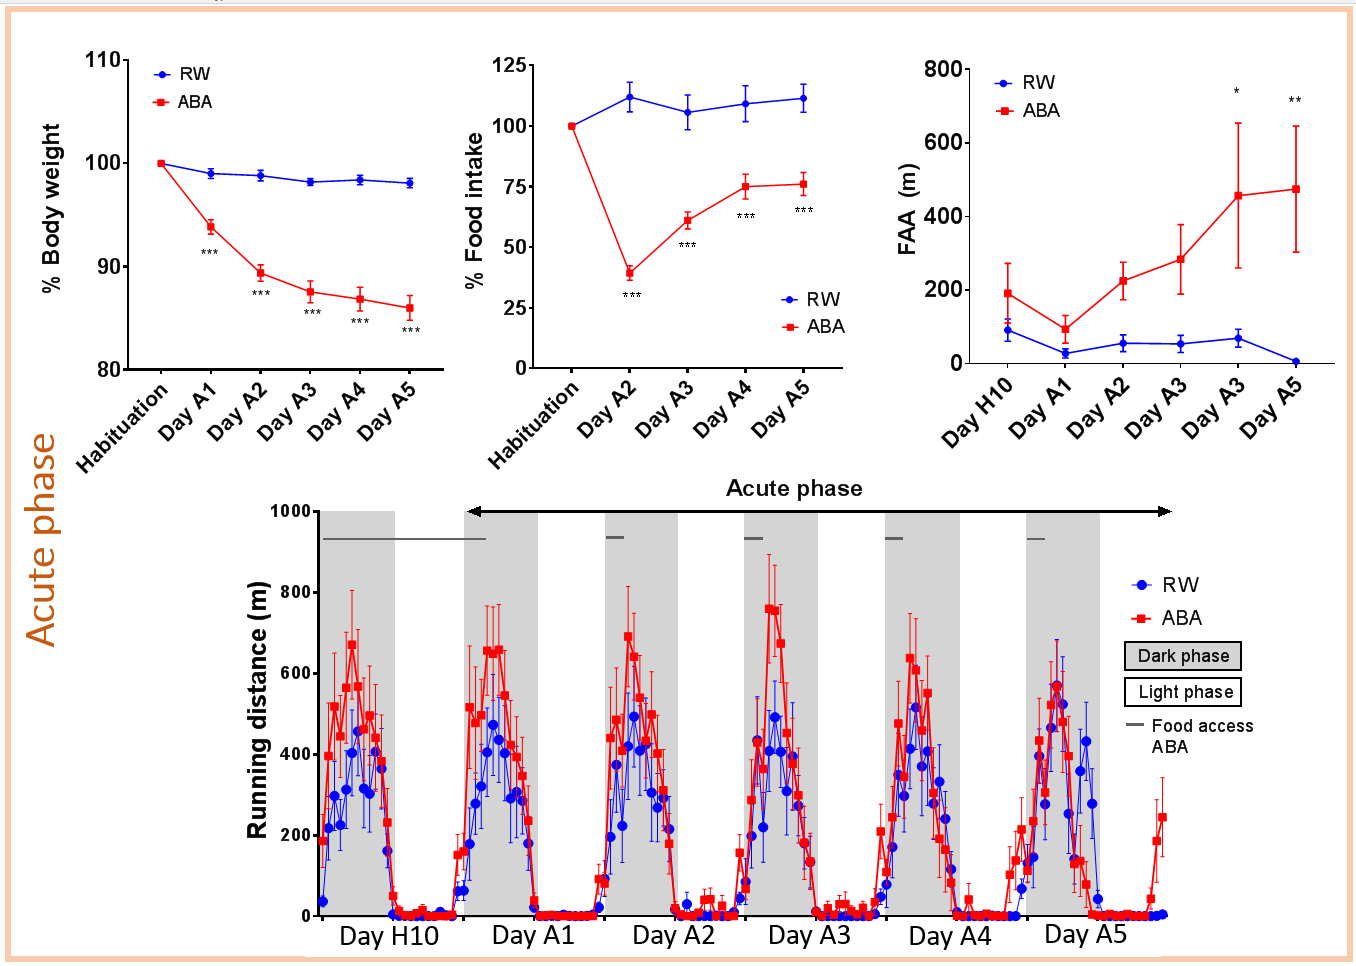 110
100
90
80
% Body weight
RW
ABA
***
***
***
***
***
Habituation
Day A1
Day A2
Day A3
Day A4
Day A5
125
100
75
50
25
0
% Food intake
***
***
***
***
RW
ABA
Habituation
Day A2
Day A3
Day A4
Day A5
800
600
400
200
0
FAA (m)
RW
ABA
*
**
Day H10
Day A1
Day A2
Day A3
Day A3
Day A5
Acute phase
Acute phase
1000
800
600
400
200
0
Running distance (m)
Day H10
Day A1
Day A2
Day A3
Day A4
Day A5
RW
ABA
Dark phase
Light phase
Food access
ABA